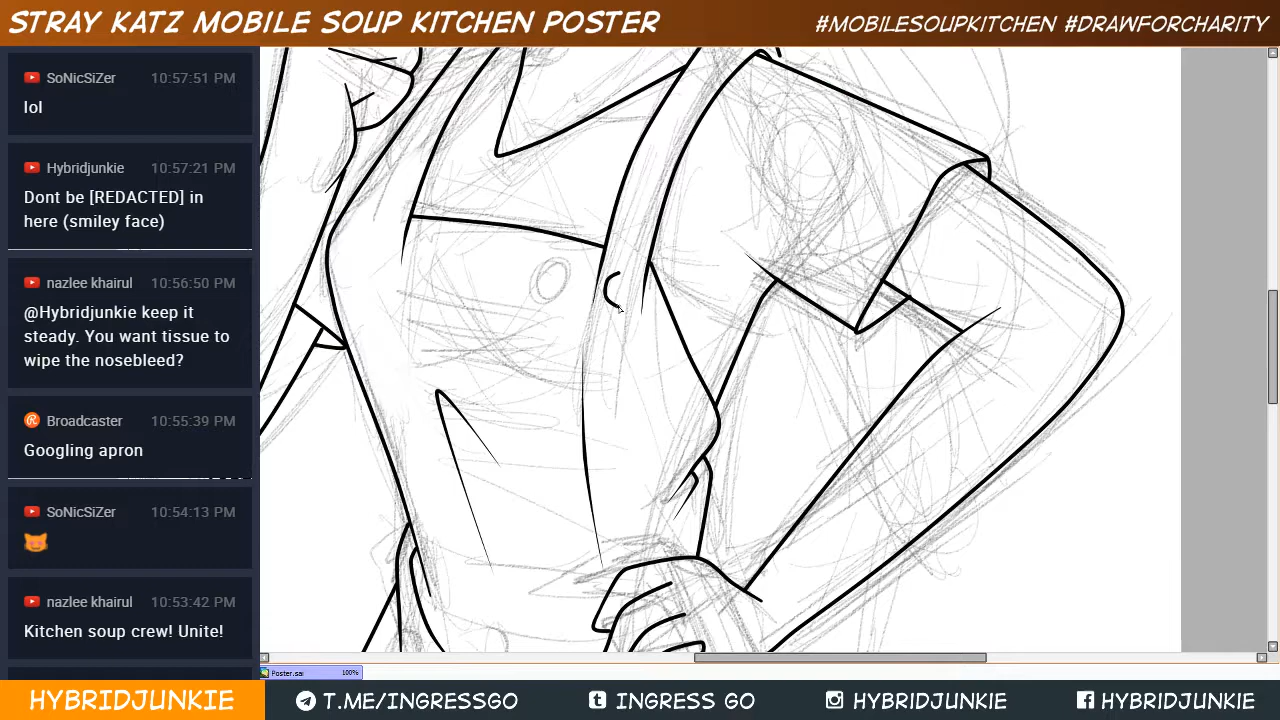 STRAY KATZ MOBILE SOUP KITCHEN POSTER
#MOBILESOUPKITCHEN #DRAWFORCHARITY
SoNicSiZer 10:57:51 PM
lol
Hybridjunkie 10:57:21 PM
Dont be [REDACTED] in
here (smiley face)
nazlee khairul 10:56:50 PM
@Hybridjunkie keep it
steady. You want tissue to
wipe the nosebleed?
Broadcaster 10:55:39 PM
Googling apron
SoNicSiZer 10:54:13 PM
nazlee khairul 10:53:42 PM
Kitchen soup crew! Unite!
Poster.sai 100%
HYBRIDJUNKIE T.ME/INGRESSGO INGRESS GO HYBRIDJUNKIE HYBRIDJUNKIE